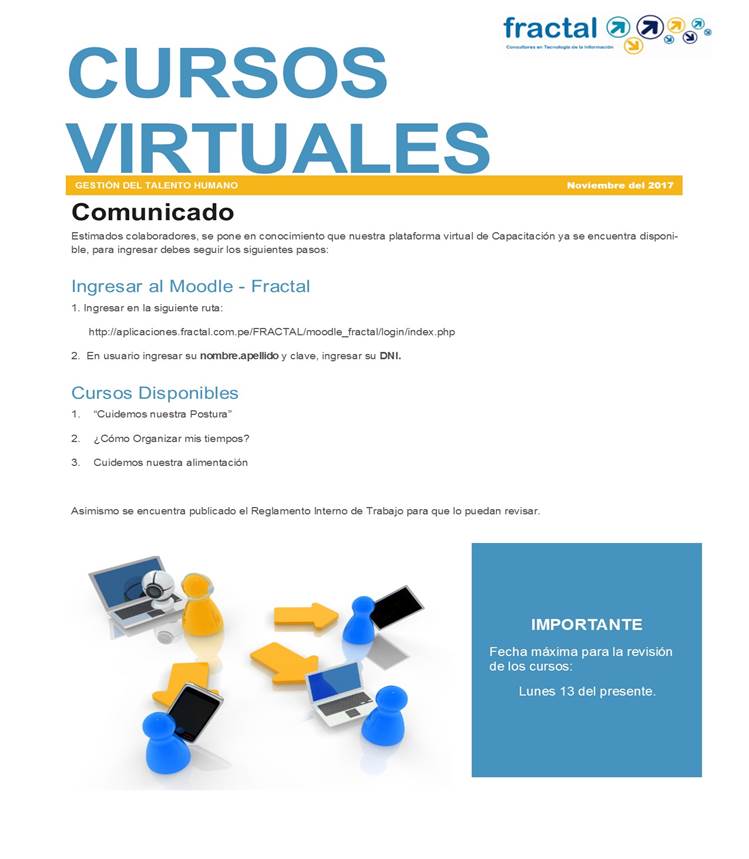 fractal
Consultores en Tecnología de la Información
CURSOS
VIRTUALES
GESTIÓN DEL TALENTO HUMANO
Noviembre del 2017
Comunicado
Estimados colaboradores, se pone en conocimiento que nuestra plataforma virtual de Capacitación ya se encuentra disponi-
ble, para ingresar debes seguir los siguientes pasos:
Ingresar al Moodle - Fractal
1. Ingresar en la siguiente ruta:
http://aplicaciones.fractal.com.pe/FRACTAL/moodle_fractal/login/index.php
2. En usuario ingresar su nombre.apellido y clave, ingresar su DNI.
Cursos Disponibles
1. “Cuidemos nuestra Postura”
2. ¿Cómo Organizar mis tiempos?
3. Cuidemos nuestra alimentación
Asimismo se encuentra publicado el Reglamento Interno de Trabajo para que lo puedan revisar.
IMPORTANTE
Fecha máxima para la revisión
de los cursos:
Lunes 13 del presente.